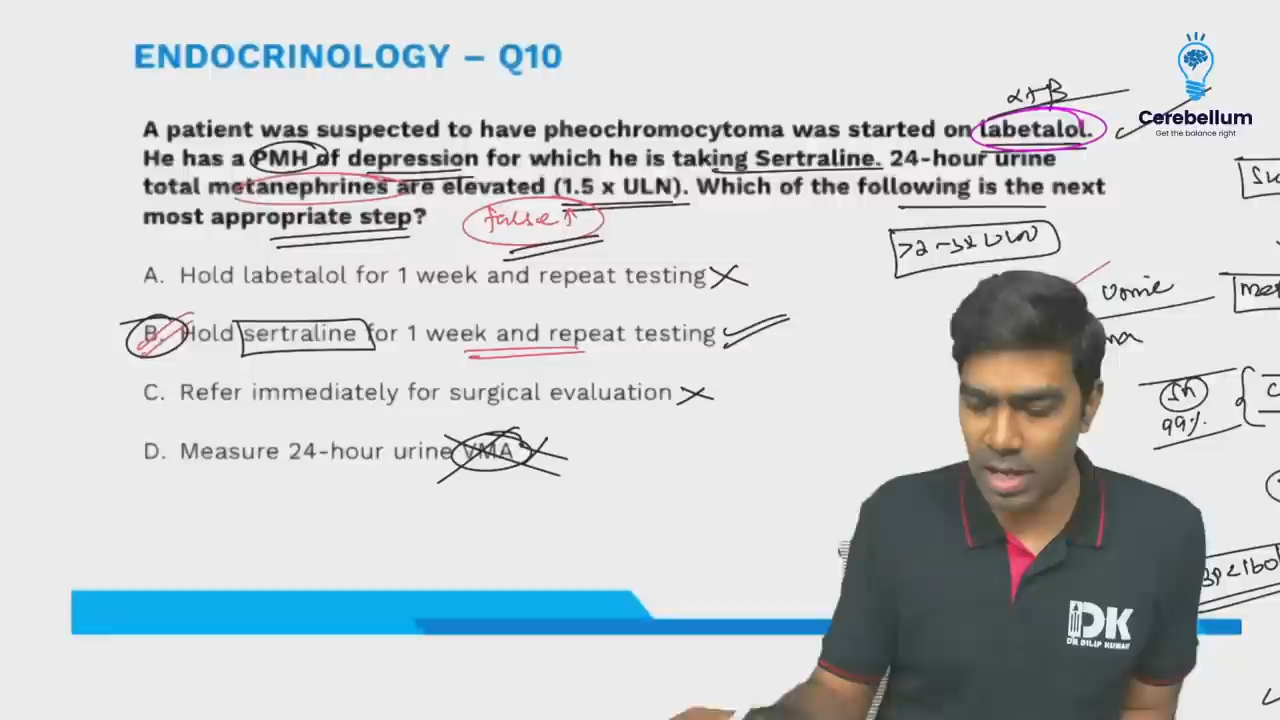 ENDOCRINOLOGY – Q10
α+β
Cerebellum
Get the balance right
A patient was suspected to have pheochromocytoma was started on labetalol.
He has a PMH of depression for which he is taking Sertraline. 24-hour urine
total metanephrines are elevated (1.5 x ULN). Which of the following is the next
most appropriate step?
false ↑
>2-3x ULN
A. Hold labetalol for 1 week and repeat testing
B. Hold sertraline for 1 week and repeat testing
C. Refer immediately for surgical evaluation
D. Measure 24-hour urine VMA
99%
DK
DR DILIP KUMAR